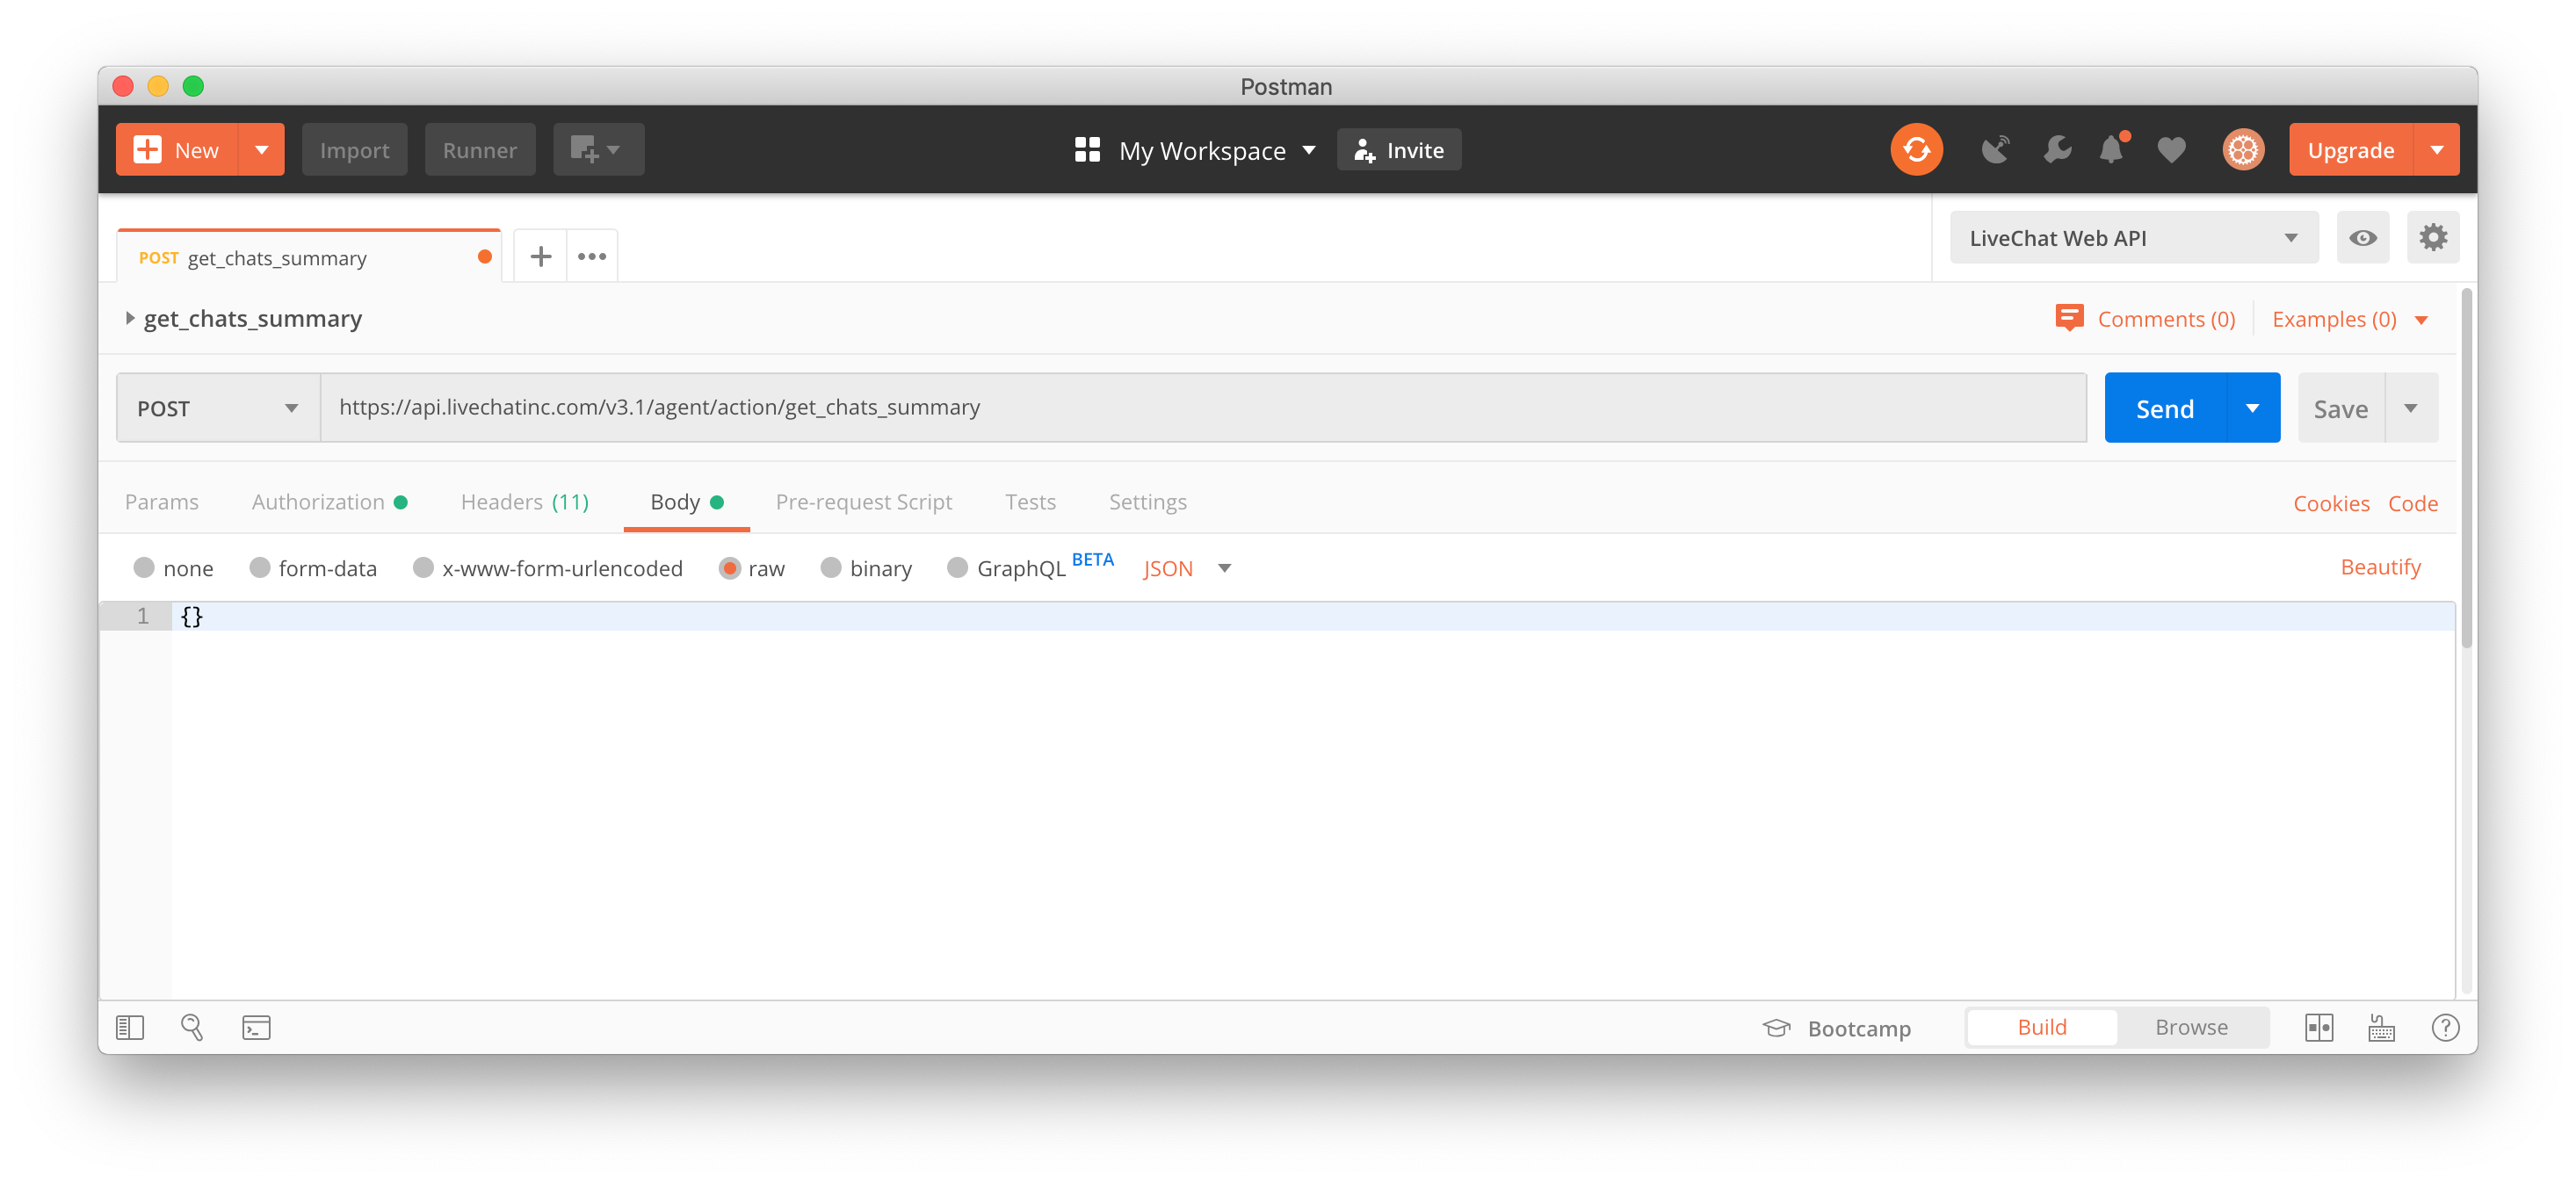 Postman
New Import Runner My Workspace Invite Upgrade
POST get_chats_summary LiveChat Web API
get_chats_summary Comments (0) Examples (0)
POST https://api.livechatinc.com/v3.1/agent/action/get_chats_summary Send Save
Params Authorization Headers (11) Body Pre-request Script Tests Settings Cookies Code
none form-data x-www-form-urlencoded raw binary GraphQL BETA JSON Beautify
1 {}
Bootcamp Build Browse